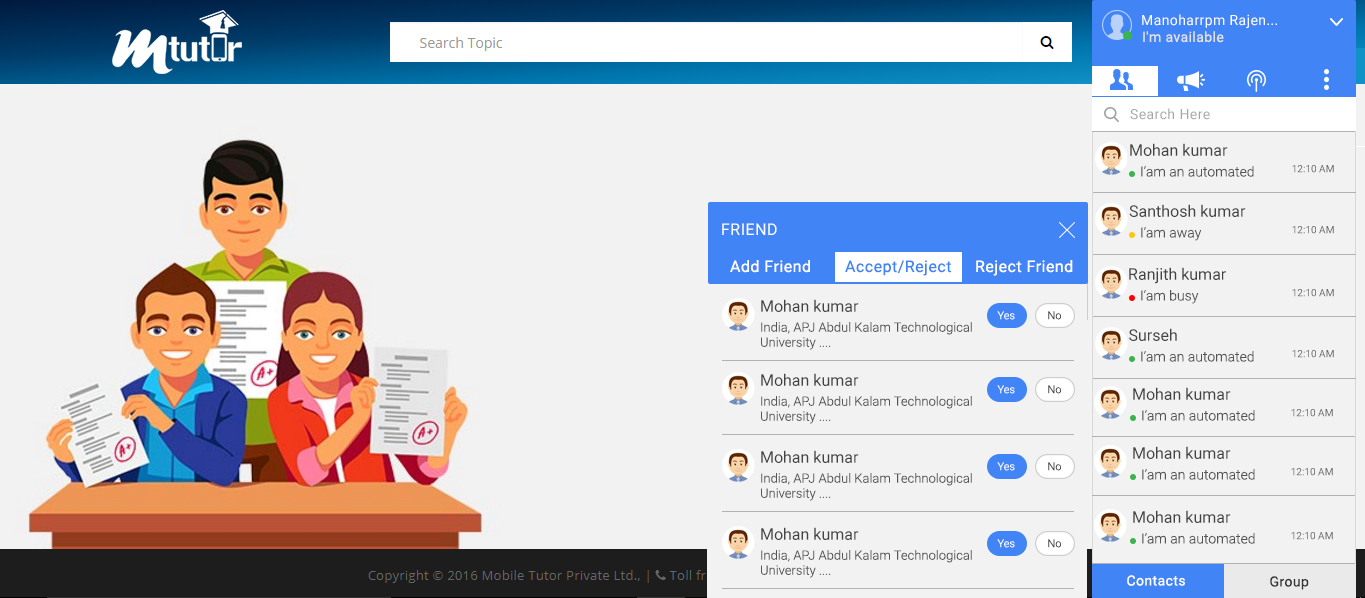 Mtutor
Search Topic
Manoharrpm Rajen...
I'm available
Search Here
Mohan kumar
I'am an automated
12:10 AM
Santhosh kumar
I'am away
12:10 AM
Ranjith kumar
I'am busy
12:10 AM
Surseh
I'am an automated
12:10 AM
Mohan kumar
I'am an automated
12:10 AM
Mohan kumar
I'am an automated
12:10 AM
Mohan kumar
I'am an automated
12:10 AM
Contacts Group
FRIEND
Add Friend Accept/Reject Reject Friend
Mohan kumar
India, APJ Abdul Kalam Technological
University ....
Yes No
Mohan kumar
India, APJ Abdul Kalam Technological
University ....
Yes No
Mohan kumar
India, APJ Abdul Kalam Technological
University ....
Yes No
Mohan kumar
India, APJ Abdul Kalam Technological
University ....
Yes No
A+
A+
A+
Copyright © 2016 Mobile Tutor Private Ltd., | Toll fr